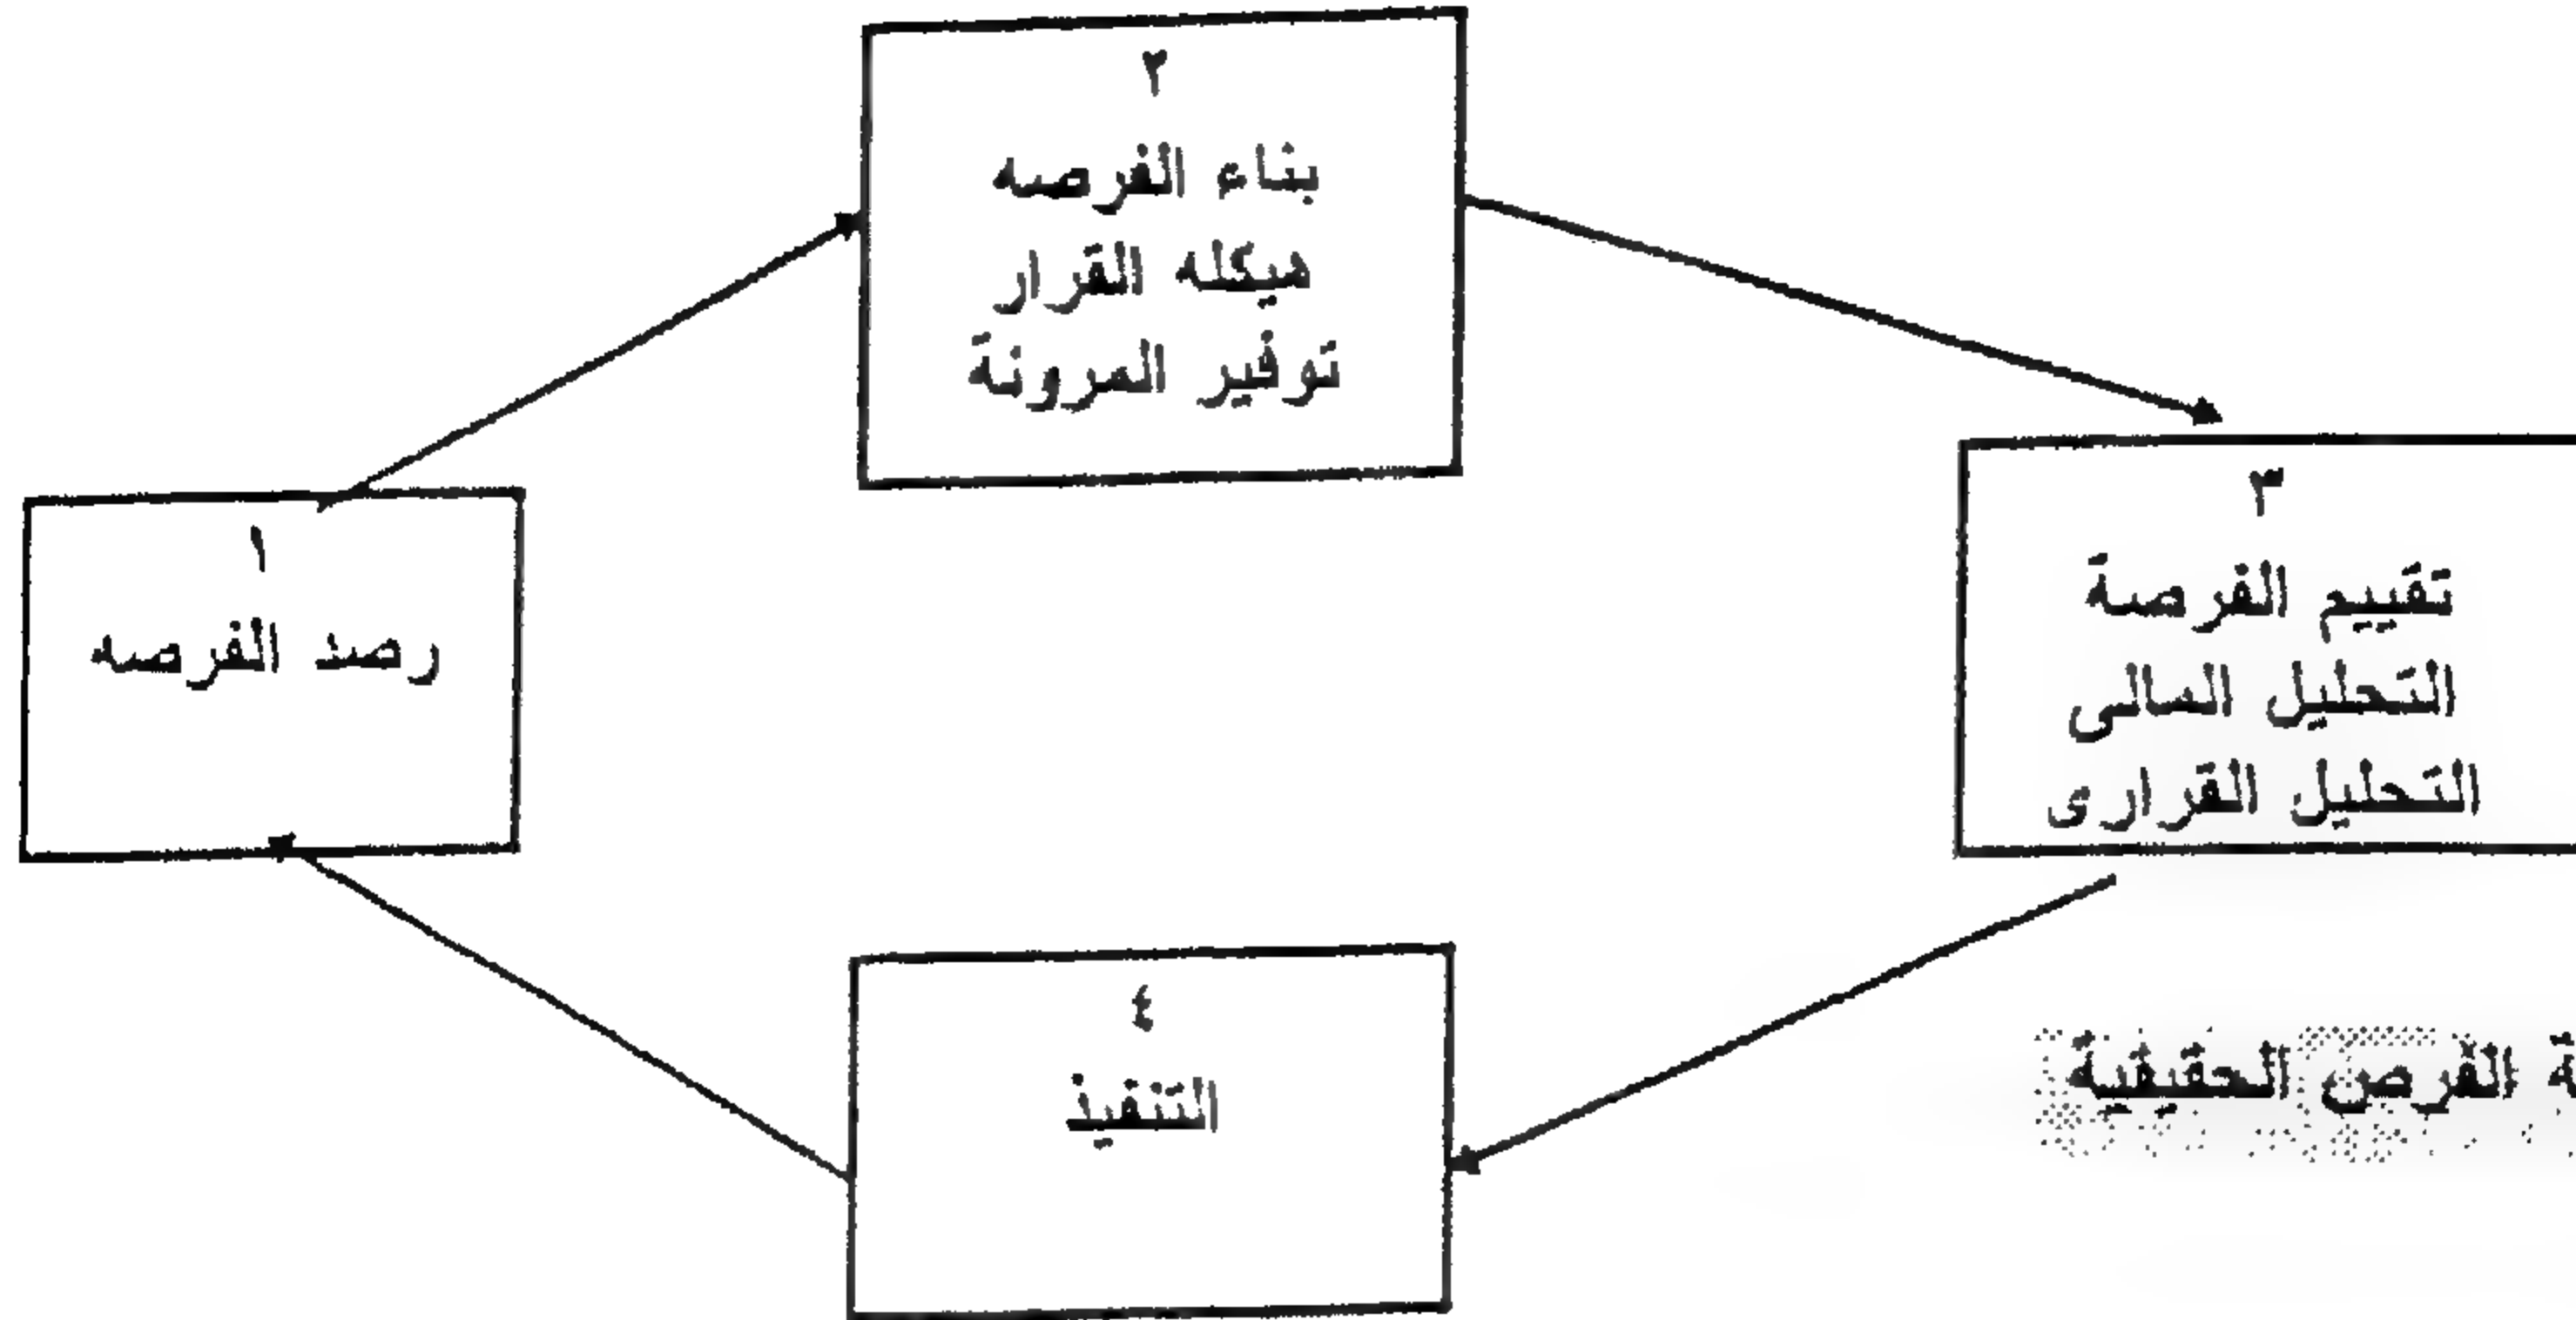 ٢
بناء الفرصه
هيكله القرار
توفير المرونة
١
رصد الفرصه
٣
تقييم الفرصة
التحليل المالى
التحليل القرارى
٤
التنفيذ
الفرص الحقيقية